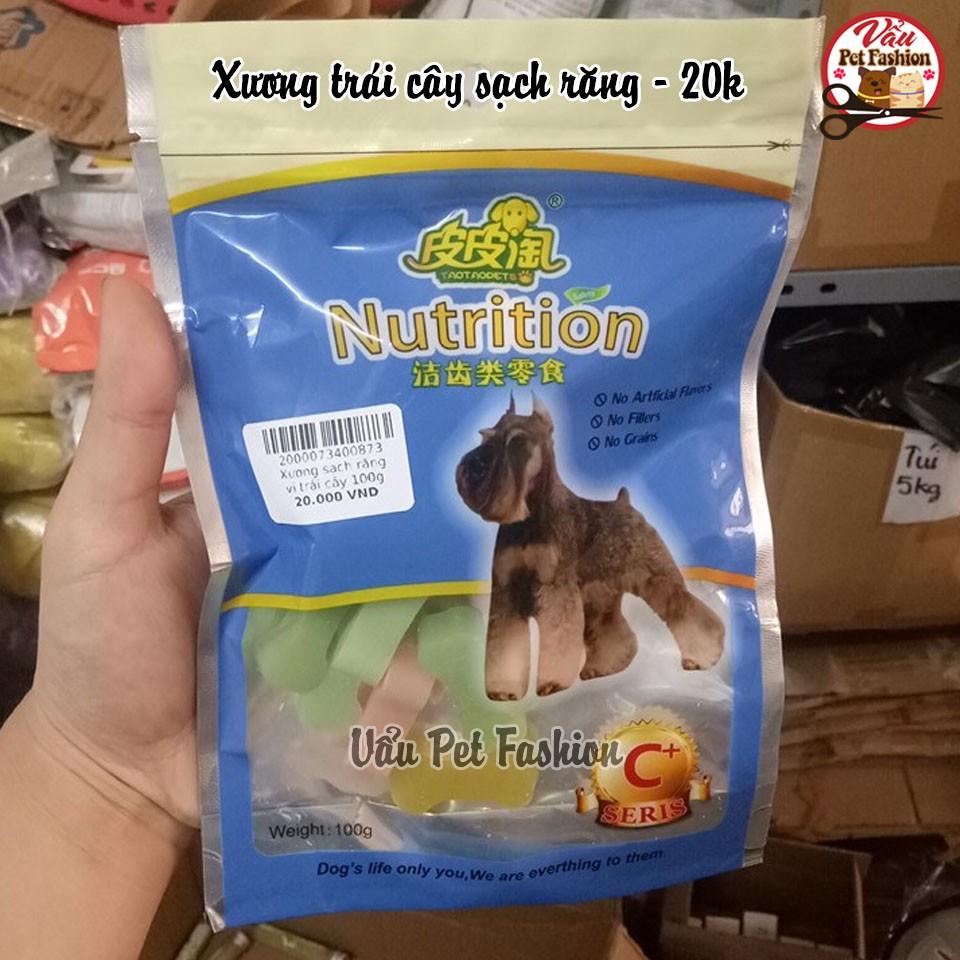 Xương trái cây sạch răng - 20k
Vẩu
Pet Fashion
皮皮淘®
TAOTAOPETS
Nutrition
洁齿类零食
No Artficial Flavors
No Fillers
No Grains
2000073400873
Xương sạch răng
vị trái cây 100g
20.000 VND
Túi
5kg
Vẩu Pet Fashion
C+
SERIS
Weight: 100g
Dog's life only you,We are everthing to them.